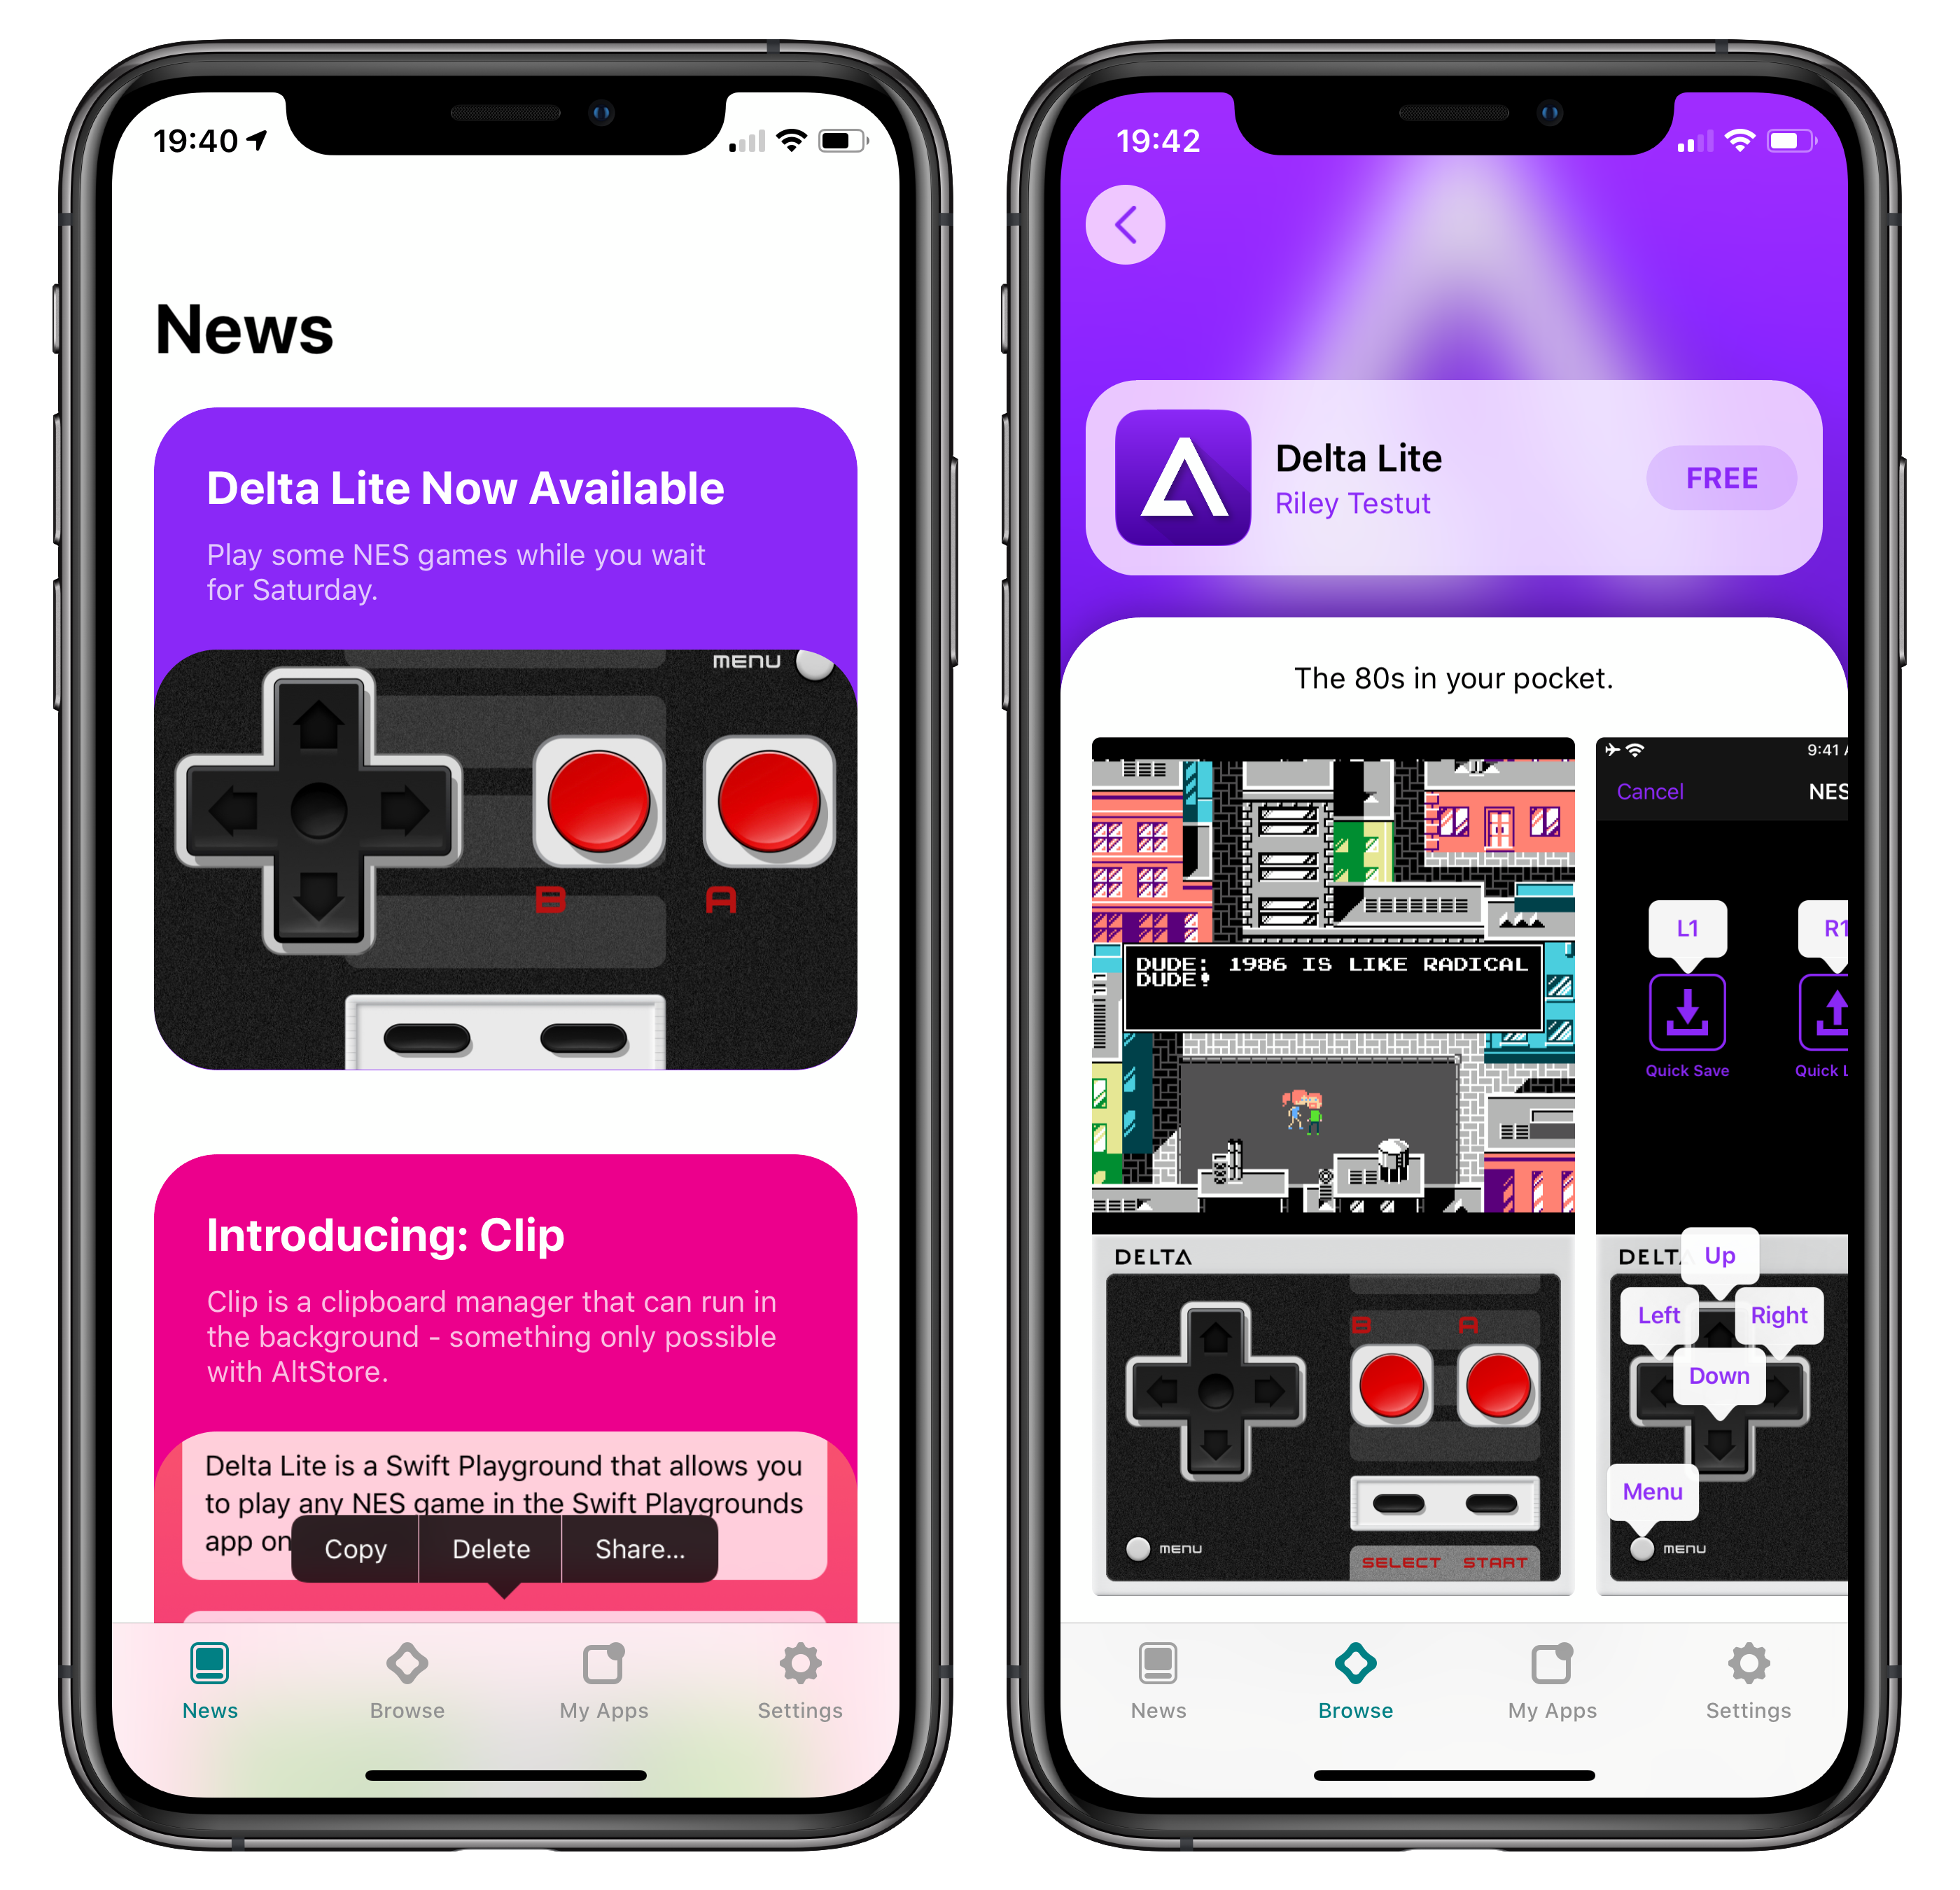 19:40
News
Delta Lite Now Available
Play some NES games while you wait
for Saturday.
MENU
B A
Introducing: Clip
Clip is a clipboard manager that can run in
the background - something only possible
with AltStore.
Delta Lite is a Swift Playground that allows you
to play any NES game in the Swift Playgrounds
app on
Copy Delete Share...
News Browse My Apps Settings
19:42
Delta Lite
Riley Testut
FREE
The 80s in your pocket.
DUDE: 1986 IS LIKE RADICAL
DUDE!
DELTA
B A
MENU
SELECT START
9:41 A
Cancel NES
L1 R1
Quick Save Quick L
DELTA
Up
Left Right
Down
Menu
MENU
News Browse My Apps Settings